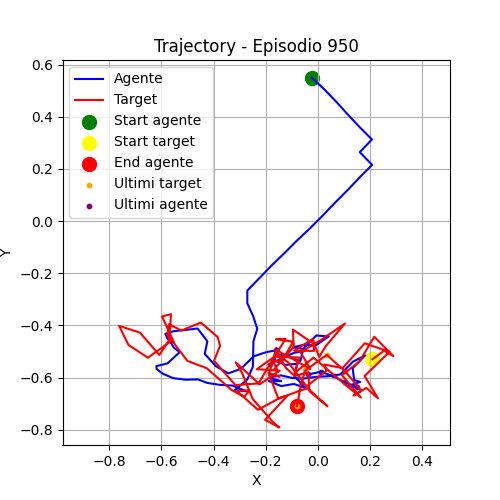 Trajectory - Episodio 950
Agente
Target
Start agente
Start target
End agente
Ultimi target
Ultimi agente
0.6
0.4
0.2
0.0
−0.2
−0.4
−0.6
−0.8
Y
−0.8
−0.6
−0.4
−0.2
0.0
0.2
0.4
X